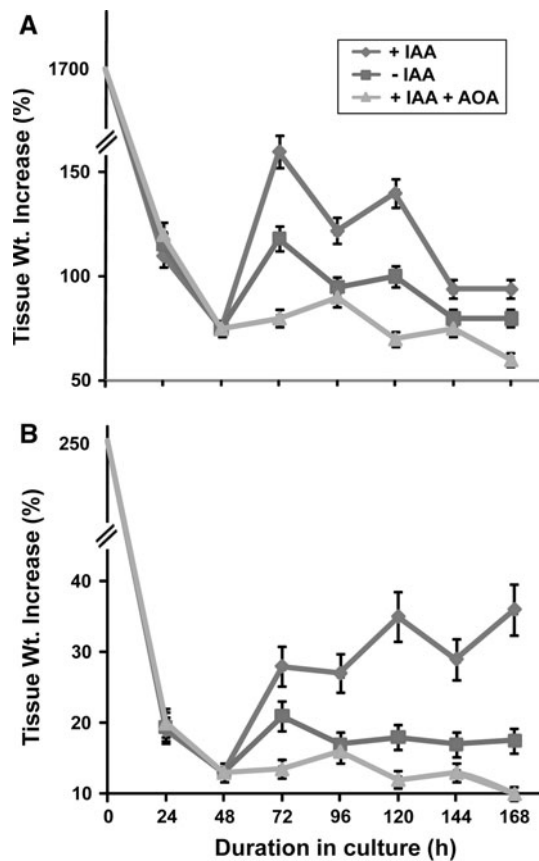 A
+ IAA
- IAA
+ IAA + AOA
1700
150
100
50
Tissue Wt. Increase (%)
B
250
40
30
20
10
Tissue Wt. Increase (%)
0 24 48 72 96 120 144 168
Duration in culture (h)